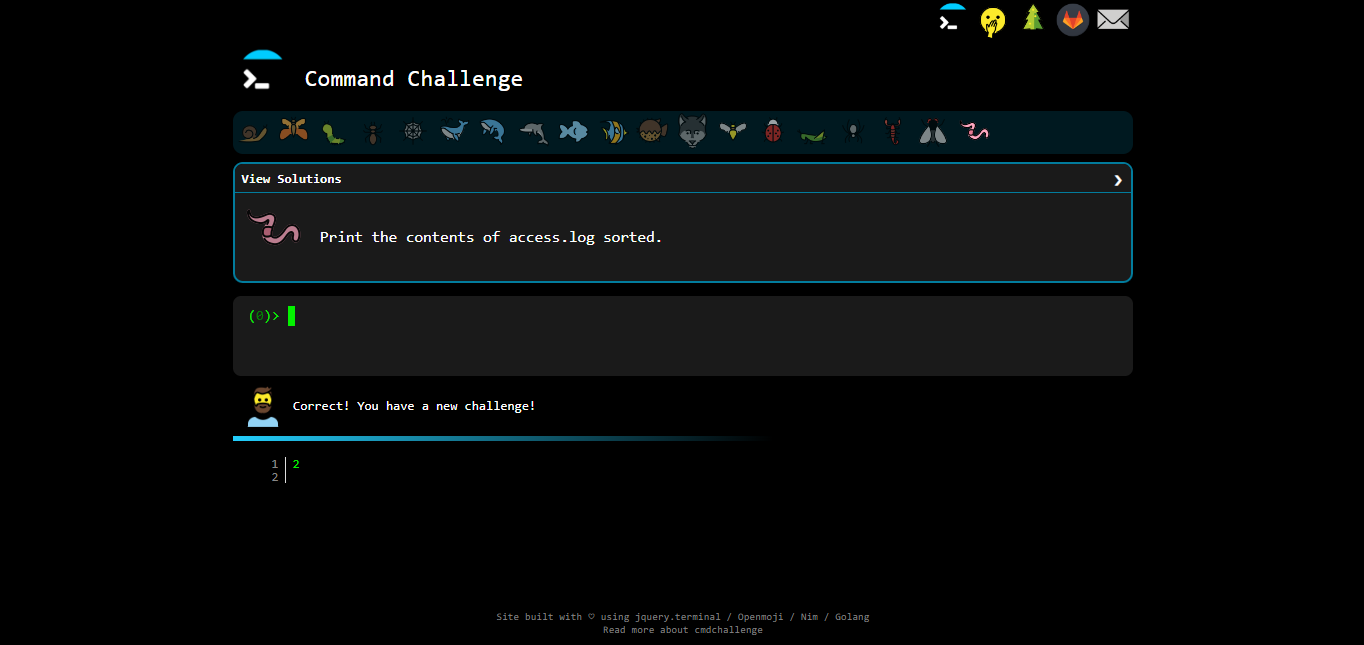 Command Challenge
View Solutions
Print the contents of access.log sorted.
(0)>
Correct! You have a new challenge!
1 2
2
Site built with ♡ using jquery.terminal / Openmoji / Nim / Golang
Read more about cmdchallenge